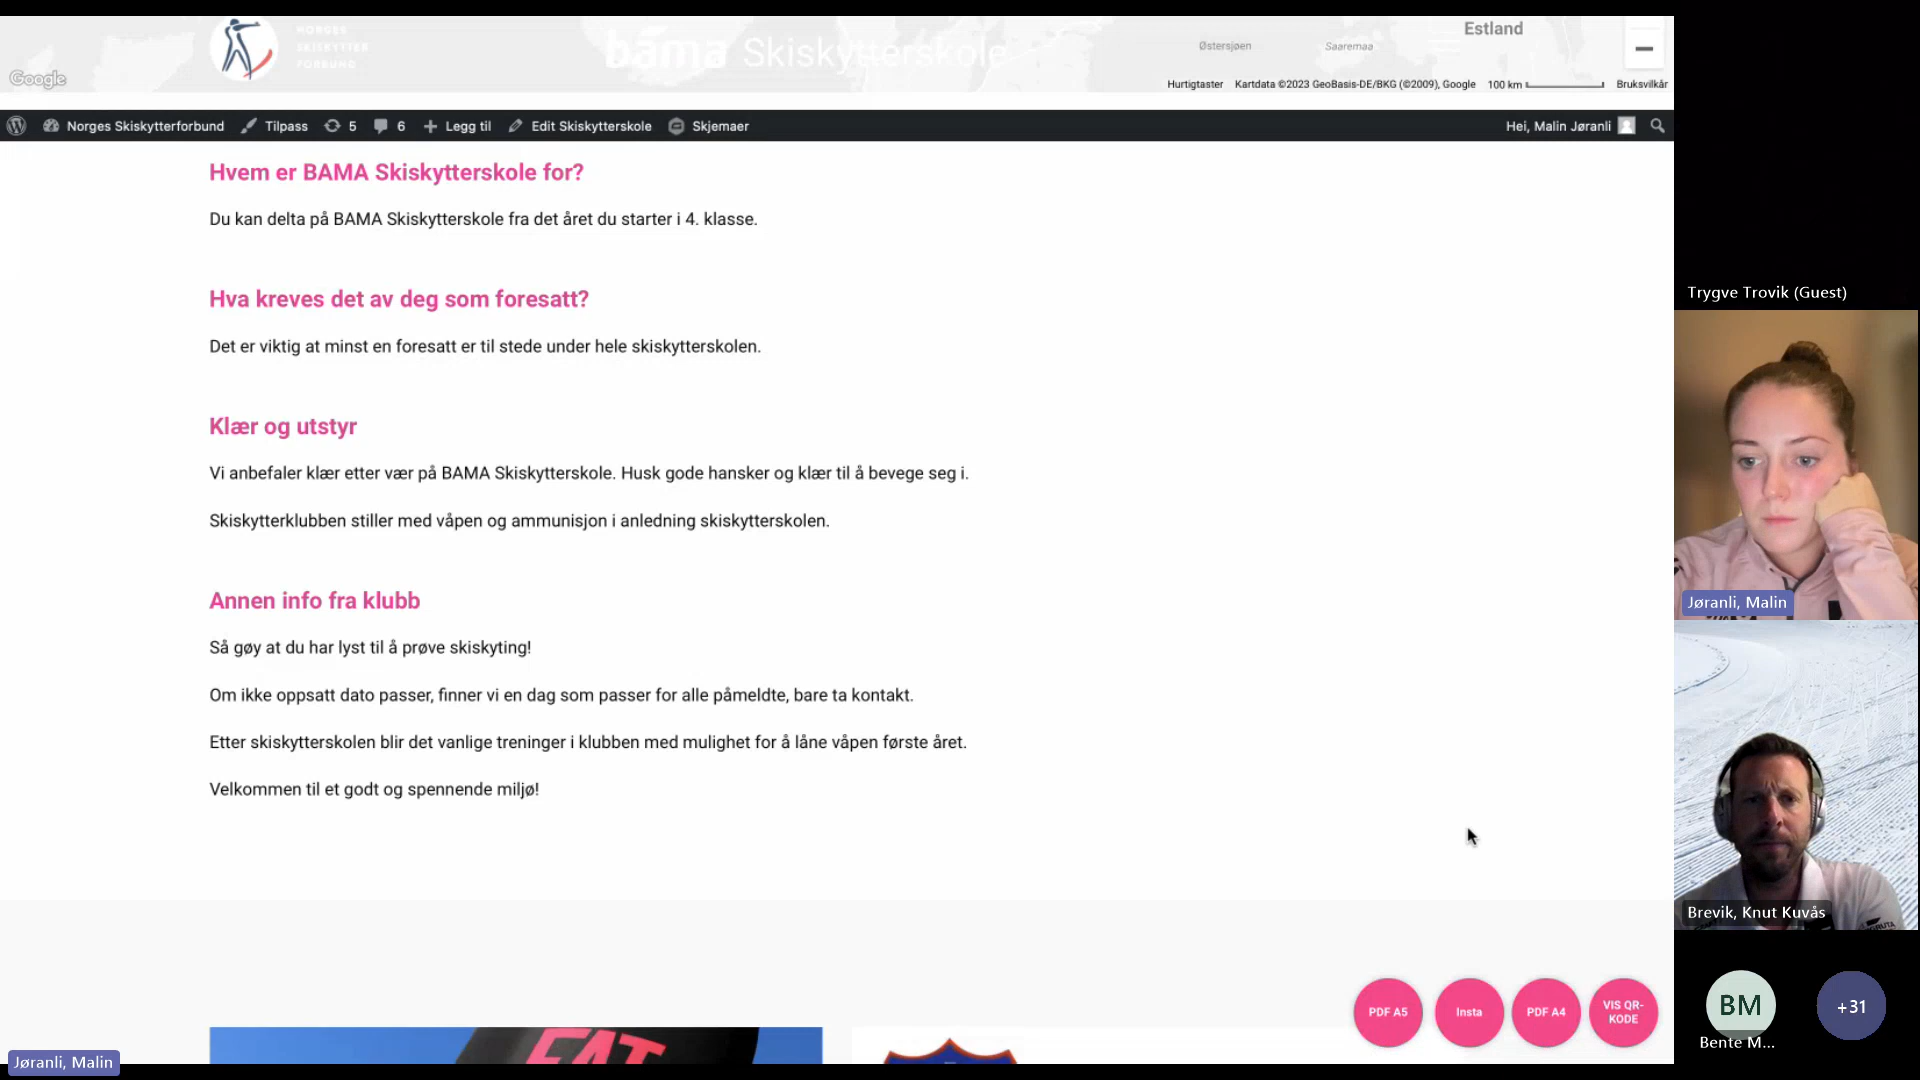 NORGES
SKISKYTTER
FORBUND
bama Skiskytterskole
Estland
Østersjøen
Saaremaa
Google
Hurtigtaster
Kartdata ©2023 GeoBasis-DE/BKG (©2009), Google
100 km
Bruksvilkår
Norges Skiskytterforbund
Tilpass
5
6
Legg til
Edit Skiskytterskole
Skjemaer
Hei, Malin Jøranli
Hvem er BAMA Skiskytterskole for?
Du kan delta på BAMA Skiskytterskole fra det året du starter i 4. klasse.
Hva kreves det av deg som foresatt?
Det er viktig at minst en foresatt er til stede under hele skiskytterskolen.
Klær og utstyr
Vi anbefaler klær etter vær på BAMA Skiskytterskole. Husk gode hansker og klær til å bevege seg i.
Skiskytterklubben stiller med våpen og ammunisjon i anledning skiskytterskolen.
Annen info fra klubb
Så gøy at du har lyst til å prøve skiskyting!
Om ikke oppsatt dato passer, finner vi en dag som passer for alle påmeldte, bare ta kontakt.
Etter skiskytterskolen blir det vanlige treninger i klubben med mulighet for å låne våpen første året.
Velkommen til et godt og spennende miljø!
PDF A5
Insta
PDF A4
VIS QR-
KODE
EAT
Jøranli, Malin
Trygve Trovik (Guest)
Jøranli, Malin
Brevik, Knut Kuvås
BM
Bente M...
+31